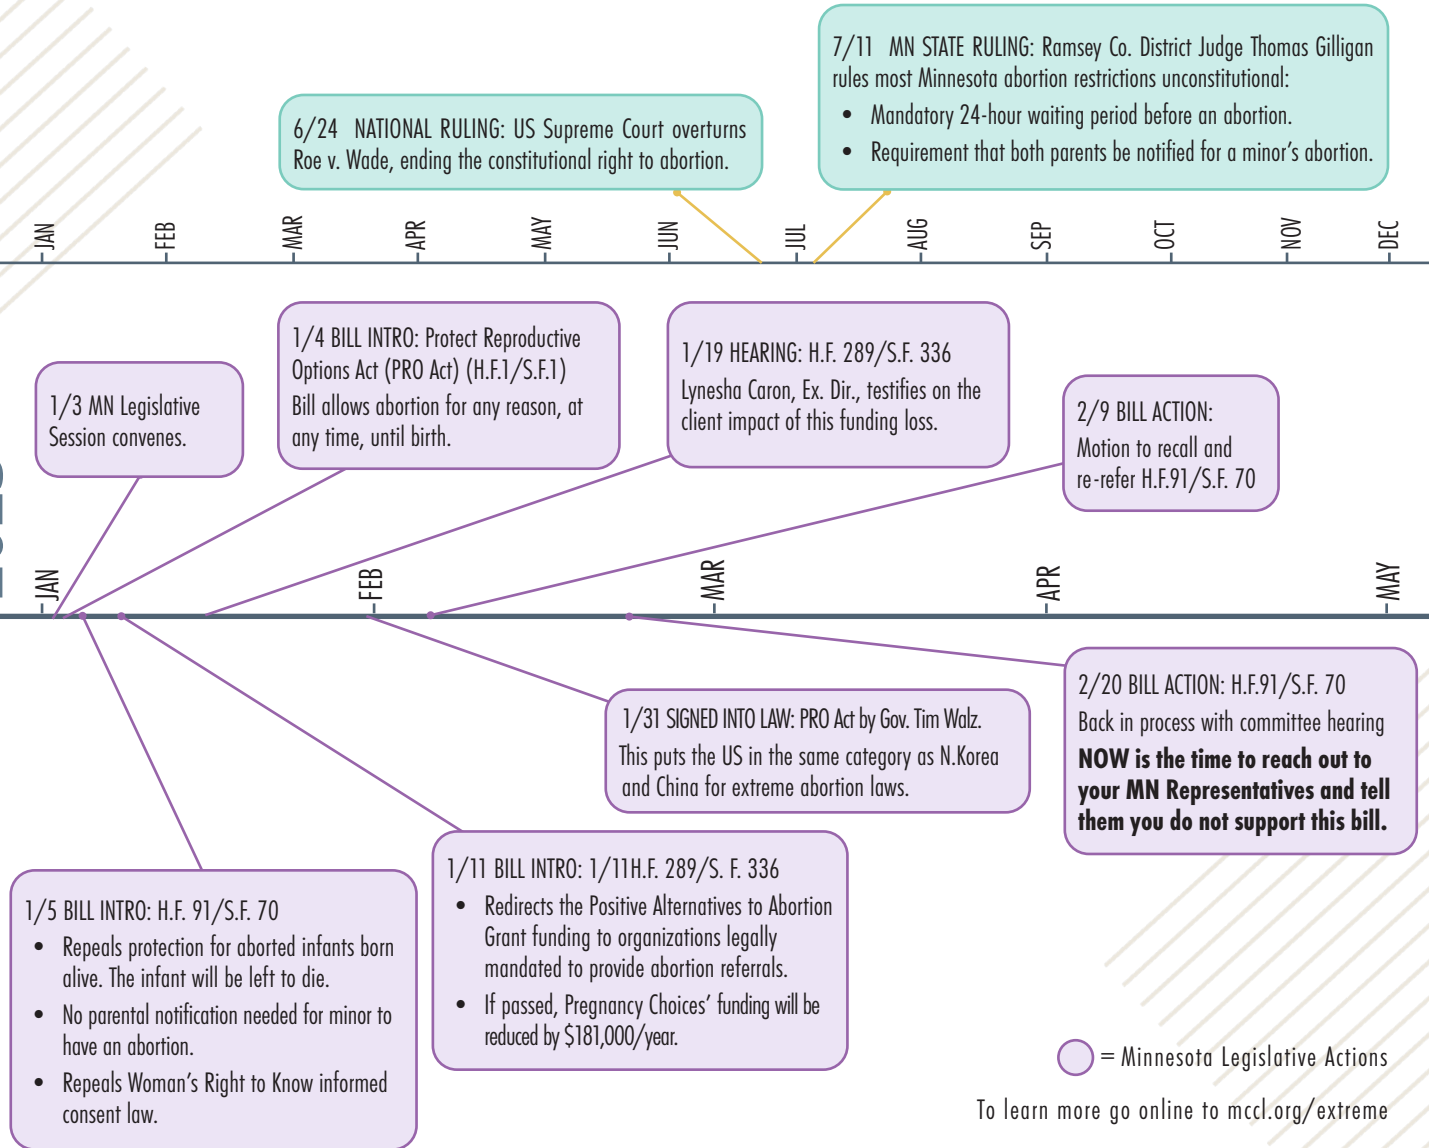 7/11 MN STATE RULING: Ramsey Co. District Judge Thomas Gilligan
rules most Minnesota abortion restrictions unconstitutional:
• Mandatory 24-hour waiting period before an abortion.
• Requirement that both parents be notified for a minor's abortion.
6/24 NATIONAL RULING: US Supreme Court overturns
Roe v. Wade, ending the constitutional right to abortion.
JAN
FEB
MAR
APR
MAY
JUN
JUL
AUG
SEP
OCT
NOV
DEC
1/3 MN Legislative
Session convenes.
1/4 BILL INTRO: Protect Reproductive
Options Act (PRO Act) (H.F.1/S.F.1)
Bill allows abortion for any reason, at
any time, until birth.
1/19 HEARING: H.F. 289/S.F. 336
Lynesha Caron, Ex. Dir., testifies on the
client impact of this funding loss.
2/9 BILL ACTION:
Motion to recall and
re-refer H.F.91/S.F. 70
JAN
FEB
MAR
APR
MAY
1/5 BILL INTRO: H.F. 91/S.F. 70
• Repeals protection for aborted infants born
alive. The infant will be left to die.
• No parental notification needed for minor to
have an abortion.
• Repeals Woman's Right to Know informed
consent law.
1/11 BILL INTRO: 1/11H.F. 289/S. F. 336
• Redirects the Positive Alternatives to Abortion
Grant funding to organizations legally
mandated to provide abortion referrals.
• If passed, Pregnancy Choices' funding will be
reduced by $181,000/year.
1/31 SIGNED INTO LAW: PRO Act by Gov. Tim Walz.
This puts the US in the same category as N.Korea
and China for extreme abortion laws.
2/20 BILL ACTION: H.F.91/S.F. 70
Back in process with committee hearing
NOW is the time to reach out to
your MN Representatives and tell
them you do not support this bill.
= Minnesota Legislative Actions
To learn more go online to mccl.org/extreme